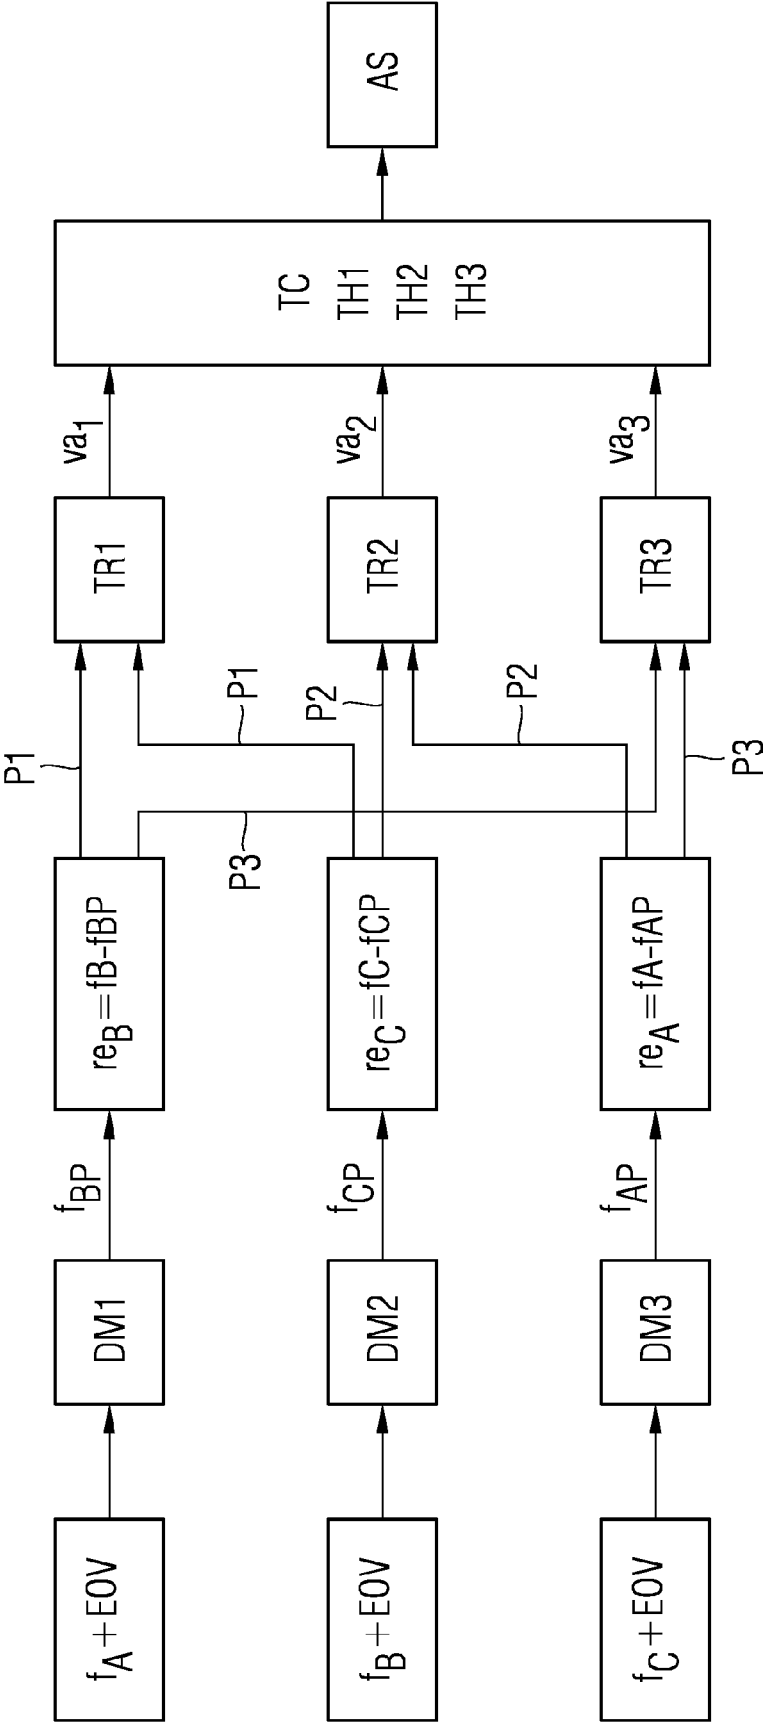 fA+EOV
DM1
fBP
reB=fB-fBP
P1
TR1
va1
P3
P1
fB+EOV
DM2
fCP
reC=fC-fCP
P2
TR2
va2
TC
TH1
TH2
TH3
AS
P2
fC+EOV
DM3
fAP
reA=fA-fAP
P3
TR3
va3